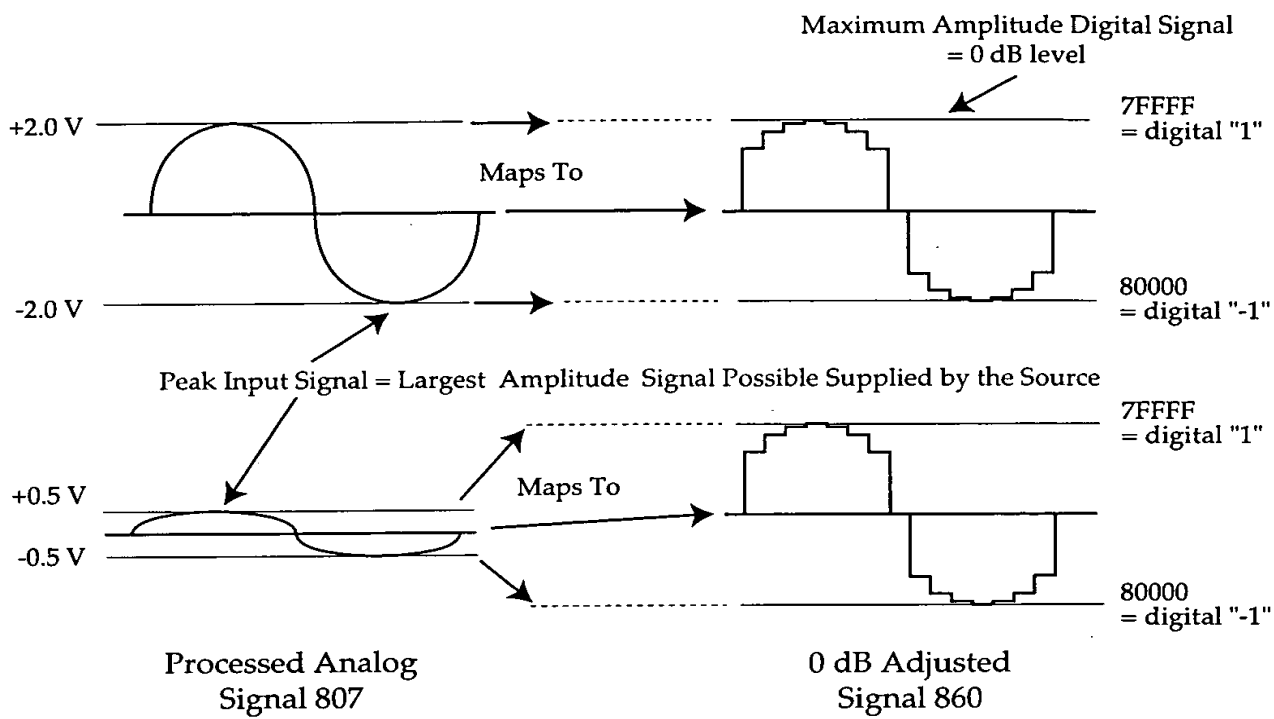 Maximum Amplitude Digital Signal
= 0 dB level
+2.0 V
7FFFF
= digital "1"
Maps To
-2.0 V
80000
= digital "-1"
Peak Input Signal = Largest Amplitude Signal Possible Supplied by the Source
7FFFF
= digital "1"
+0.5 V
Maps To
-0.5 V
80000
= digital "-1"
Processed Analog
Signal 807
0 dB Adjusted
Signal 860